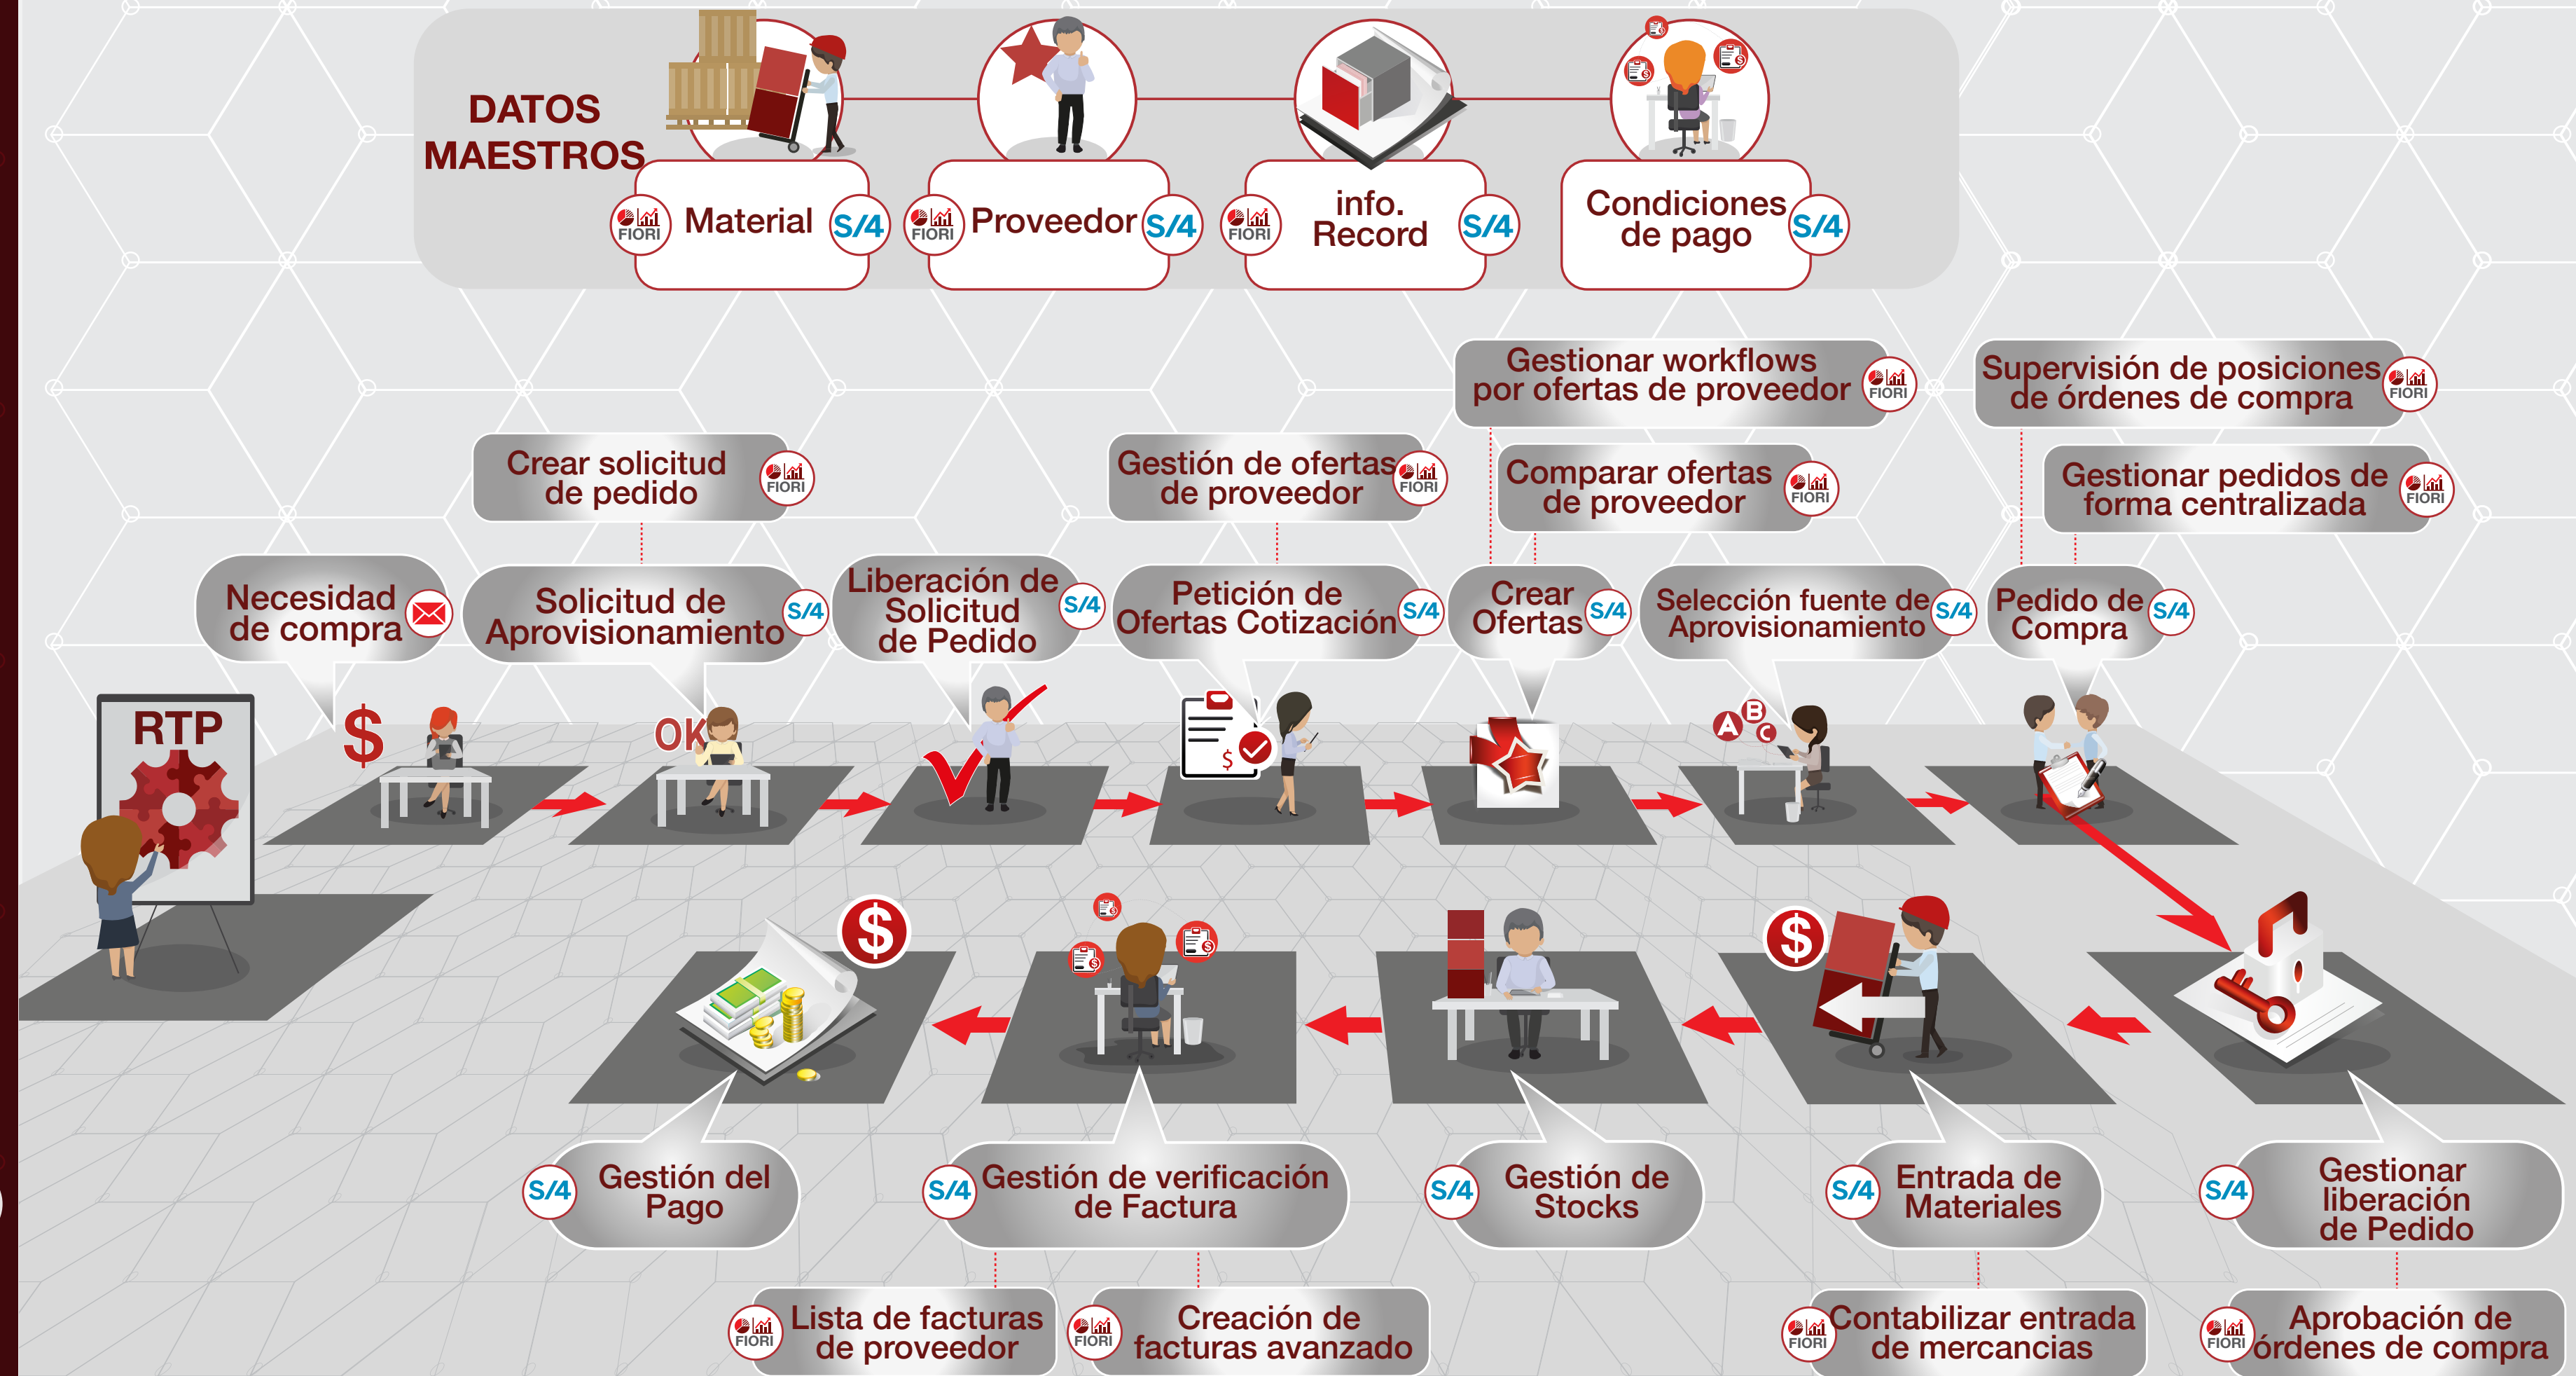 DATOS
MAESTROS
FIORI
Material
S/4
FIORI
Proveedor
S/4
FIORI
info.
Record
S/4
Condiciones
de pago
S/4
Gestionar workflows
por ofertas de proveedor
FIORI
Supervisión de posiciones
de órdenes de compra
FIORI
Crear solicitud
de pedido
FIORI
Gestión de ofertas
de proveedor
FIORI
Comparar ofertas
de proveedor
FIORI
Gestionar pedidos de
forma centralizada
FIORI
Necesidad
de compra
Solicitud de
Aprovisionamiento
S/4
Liberación de
Solicitud
de Pedido
S/4
Petición de
Ofertas Cotización
S/4
Crear
Ofertas
S/4
Selección fuente de
Aprovisionamiento
S/4
Pedido de
Compra
S/4
RTP
$
OK
$
A
B
C
$
$
S/4
Gestión del
Pago
S/4
Gestión de verificación
de Factura
S/4
Gestión de
Stocks
S/4
Entrada de
Materiales
S/4
Gestionar
liberación
de Pedido
FIORI
Lista de facturas
de proveedor
FIORI
Creación de
facturas avanzado
FIORI
Contabilizar entrada
de mercancias
FIORI
Aprobación de
órdenes de compra